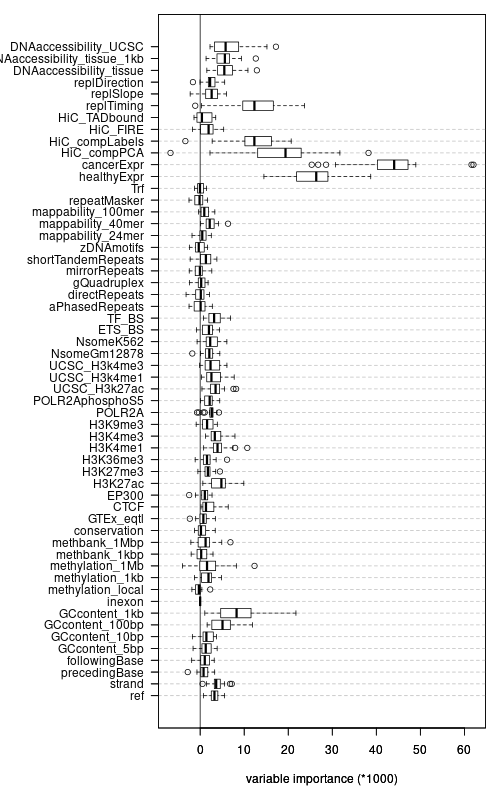 DNAaccessibility_UCSC
DNAaccessibility_tissue_1kb
DNAaccessibility_tissue
replDirection
replSlope
replTiming
HiC_TADbound
HiC_FIRE
HiC_compLabels
HiC_compPCA
cancerExpr
healthyExpr
Trf
repeatMasker
mappability_100mer
mappability_40mer
mappability_24mer
zDNAmotifs
shortTandemRepeats
mirrorRepeats
gQuadruplex
directRepeats
aPhasedRepeats
TF_BS
ETS_BS
NsomeK562
NsomeGm12878
UCSC_H3k4me3
UCSC_H3k4me1
UCSC_H3k27ac
POLR2AphosphoS5
POLR2A
H3K9me3
H3K4me3
H3K4me1
H3K36me3
H3K27me3
H3K27ac
EP300
CTCF
GTEx_eqtl
conservation
methbank_1Mbp
methbank_1kbp
methylation_1Mb
methylation_1kb
methylation_local
inexon
GCcontent_1kb
GCcontent_100bp
GCcontent_10bp
GCcontent_5bp
followingBase
precedingBase
strand
ref
0 10 20 30 40 50 60
variable importance (*1000)